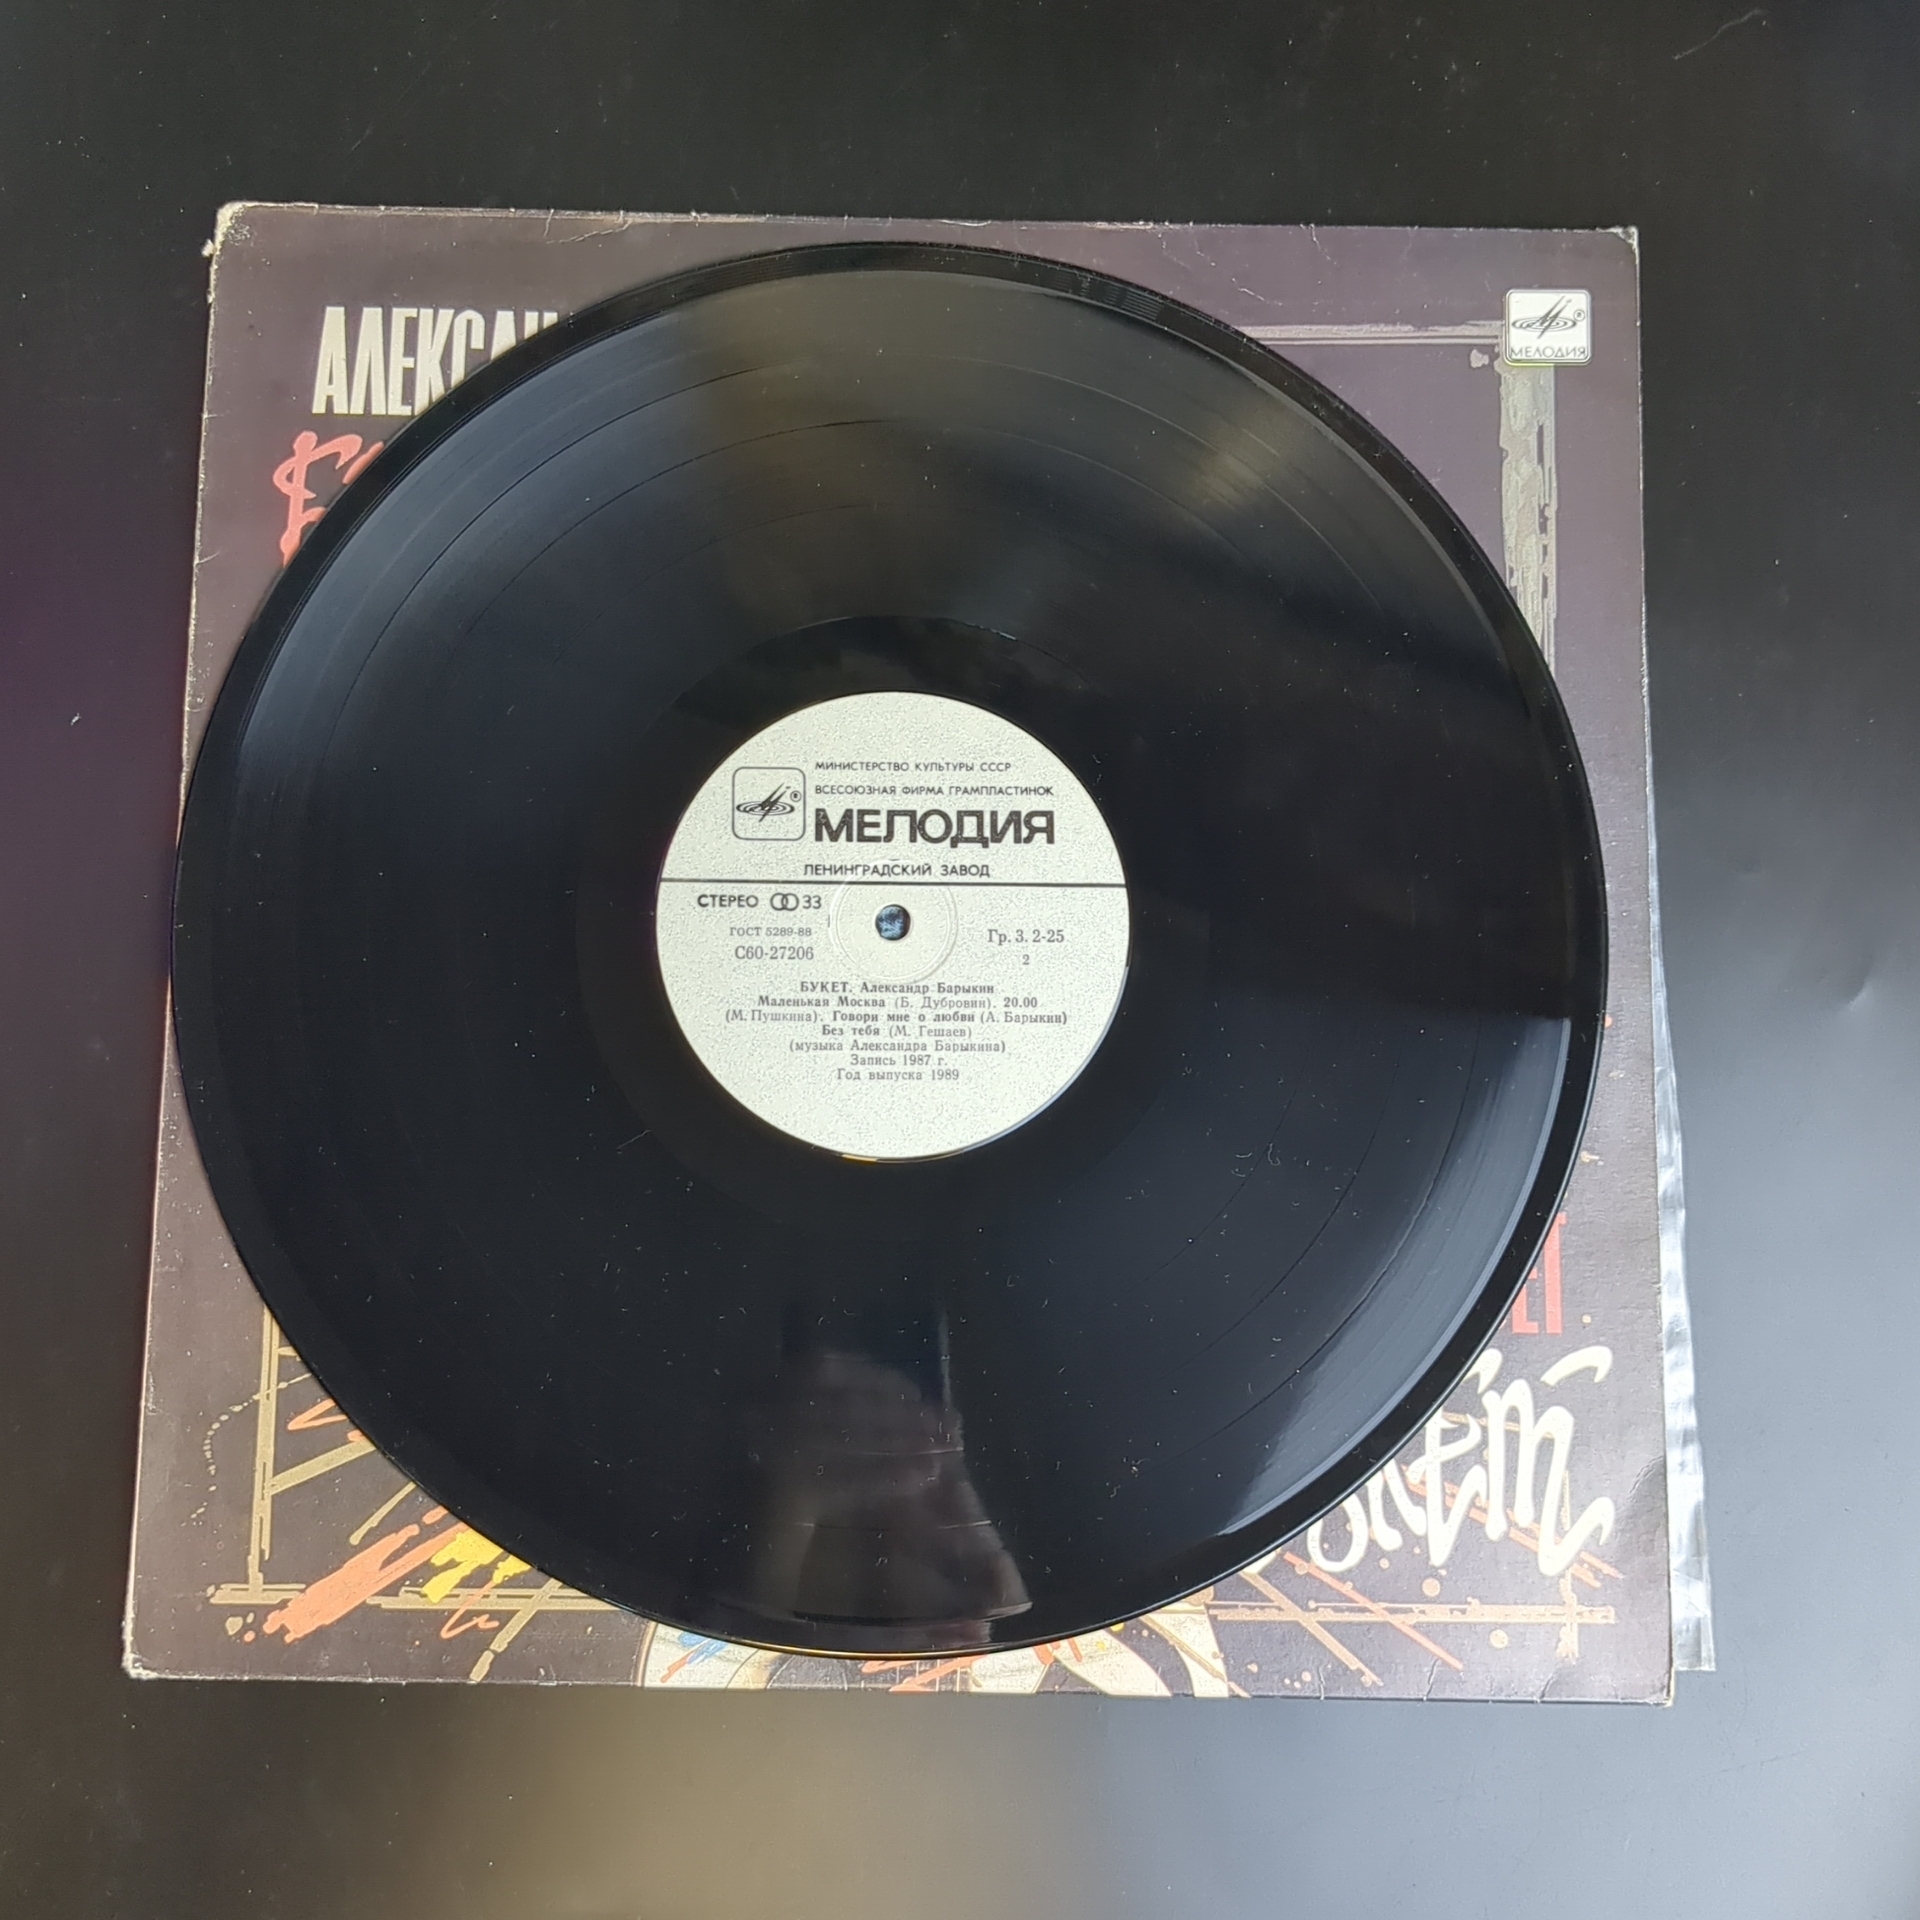 АЛЕКСАН
МЕЛОДИЯ
МИНИСТЕРСТВО КУЛЬТУРЫ СССР
ВСЕСОЮЗНАЯ ФИРМА ГРАМПЛАСТИНОК
МЕЛОДИЯ
ЛЕНИНГРАДСКИЙ ЗАВОД
СТЕРЕО 33
ГОСТ 5289-88
С60-27206
Гр. 3. 2-25
2
БУКЕТ. Александр Барыкин
Маленькая Москва (Б. Дубровин). 20.00
(М. Пушкина). Говори мне о любви (А. Барыкин)
Без тебя (М. Гешаев)
(музыка Александра Барыкина)
Запись 1987 г.
Год выпуска 1989
ЕТ